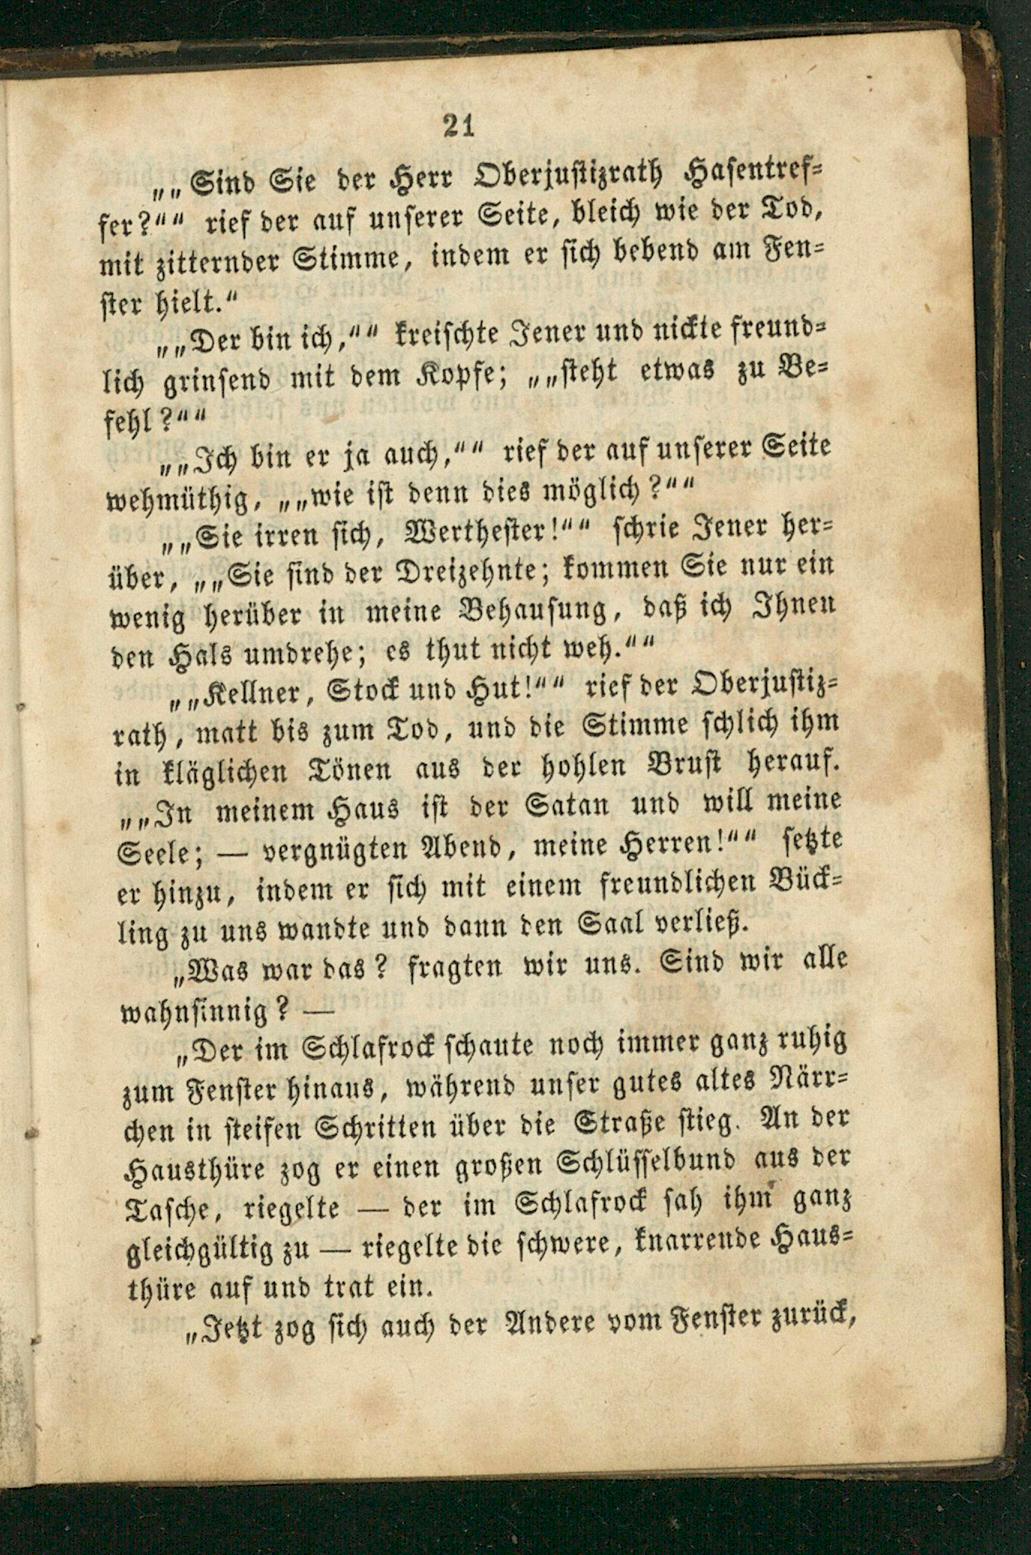 21
„„Sind Sie der Herr Oberjustizrath Hasentref-
fer?““ rief der auf unserer Seite, bleich wie der Tod,
mit zitternder Stimme, indem er sich bebend am Fen-
ster hielt.“
„„Der bin ich,““ kreischte Jener und nickte freund-
lich grinsend mit dem Kopfe; „„steht etwas zu Be-
fehl?““
„„Ich bin er ja auch,““ rief der auf unserer Seite
wehmüthig, „„wie ist denn dies möglich?““
„„Sie irren sich, Werthester!““ schrie Jener her-
über, „„Sie sind der Dreizehnte; kommen Sie nur ein
wenig herüber in meine Behausung, daß ich Ihnen
den Hals umdrehe; es thut nicht weh.““
„„Kellner, Stock und Hut!““ rief der Oberjustiz-
rath, matt bis zum Tod, und die Stimme schlich ihm
in kläglichen Tönen aus der hohlen Brust herauf.
„„In meinem Haus ist der Satan und will meine
Seele; — vergnügten Abend, meine Herren!““ setzte
er hinzu, indem er sich mit einem freundlichen Bück-
ling zu uns wandte und dann den Saal verließ.
„Was war das? fragten wir uns. Sind wir alle
wahnsinnig? —
„Der im Schlafrock schaute noch immer ganz ruhig
zum Fenster hinaus, während unser gutes altes Närr-
chen in steifen Schritten über die Straße stieg. An der
Hausthüre zog er einen großen Schlüsselbund aus der
Tasche, riegelte — der im Schlafrock sah ihm ganz
gleichgültig zu — riegelte die schwere, knarrende Haus-
thüre auf und trat ein.
„Jetzt zog sich auch der Andere vom Fenster zurück,